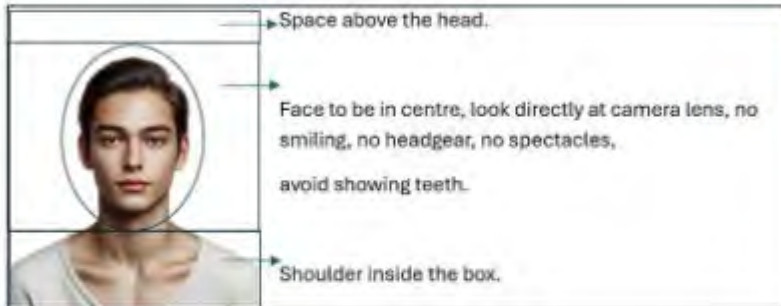 Space above the head.
Face to be in centre, look directly at camera lens, no
smiling, no headgear, no spectacles,
avoid showing teeth.
Shoulder inside the box.